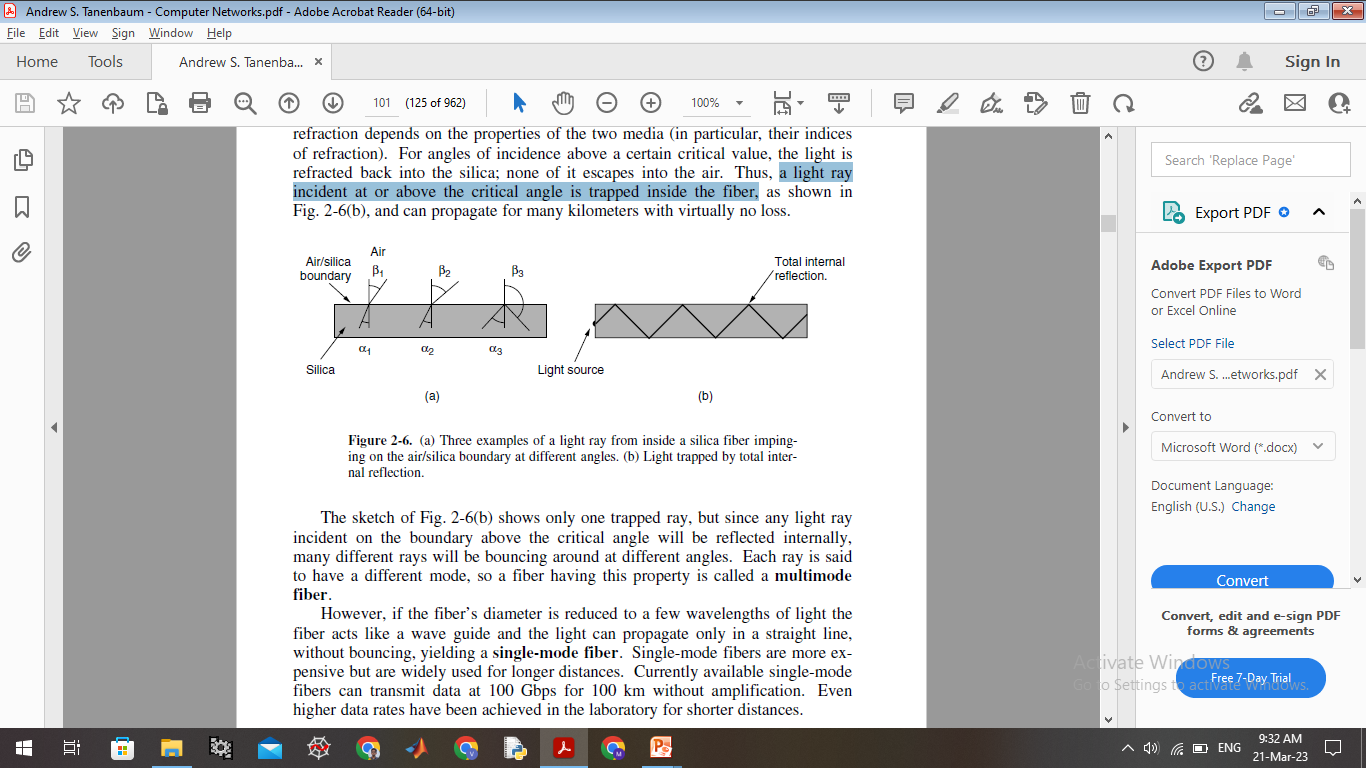 Andrew S. Tanenbaum - Computer Networks.pdf - Adobe Acrobat Reader (64-bit)
File Edit View Sign Window Help
Home Tools Andrew S. Tanenba... × Sign In
101 (125 of 962) 100%
refraction depends on the properties of the two media (in particular, their indices
of refraction). For angles of incidence above a certain critical value, the light is
refracted back into the silica; none of it escapes into the air. Thus, a light ray
incident at or above the critical angle is trapped inside the fiber, as shown in
Fig. 2-6(b), and can propagate for many kilometers with virtually no loss.
Air
Air/silica
boundary
β1 β2 β3
Total internal
reflection.
α1 α2 α3
Silica
Light source
(a) (b)
Figure 2-6. (a) Three examples of a light ray from inside a silica fiber imping-
ing on the air/silica boundary at different angles. (b) Light trapped by total inter-
nal reflection.
The sketch of Fig. 2-6(b) shows only one trapped ray, but since any light ray
incident on the boundary above the critical angle will be reflected internally,
many different rays will be bouncing around at different angles. Each ray is said
to have a different mode, so a fiber having this property is called a multimode
fiber.
However, if the fiber's diameter is reduced to a few wavelengths of light the
fiber acts like a wave guide and the light can propagate only in a straight line,
without bouncing, yielding a single-mode fiber. Single-mode fibers are more ex-
pensive but are widely used for longer distances. Currently available single-mode
fibers can transmit data at 100 Gbps for 100 km without amplification. Even
higher data rates have been achieved in the laboratory for shorter distances.
Search 'Replace Page'
Export PDF
Adobe Export PDF
Convert PDF Files to Word
or Excel Online
Select PDF File
Andrew S. ...etworks.pdf
Convert to
Microsoft Word (*.docx)
Document Language:
English (U.S.) Change
Convert
Convert, edit and e-sign PDF
forms & agreements
Free 7-Day Trial
Activate Windows
Go to Settings to activate Windows.
ENG
9:32 AM
21-Mar-23